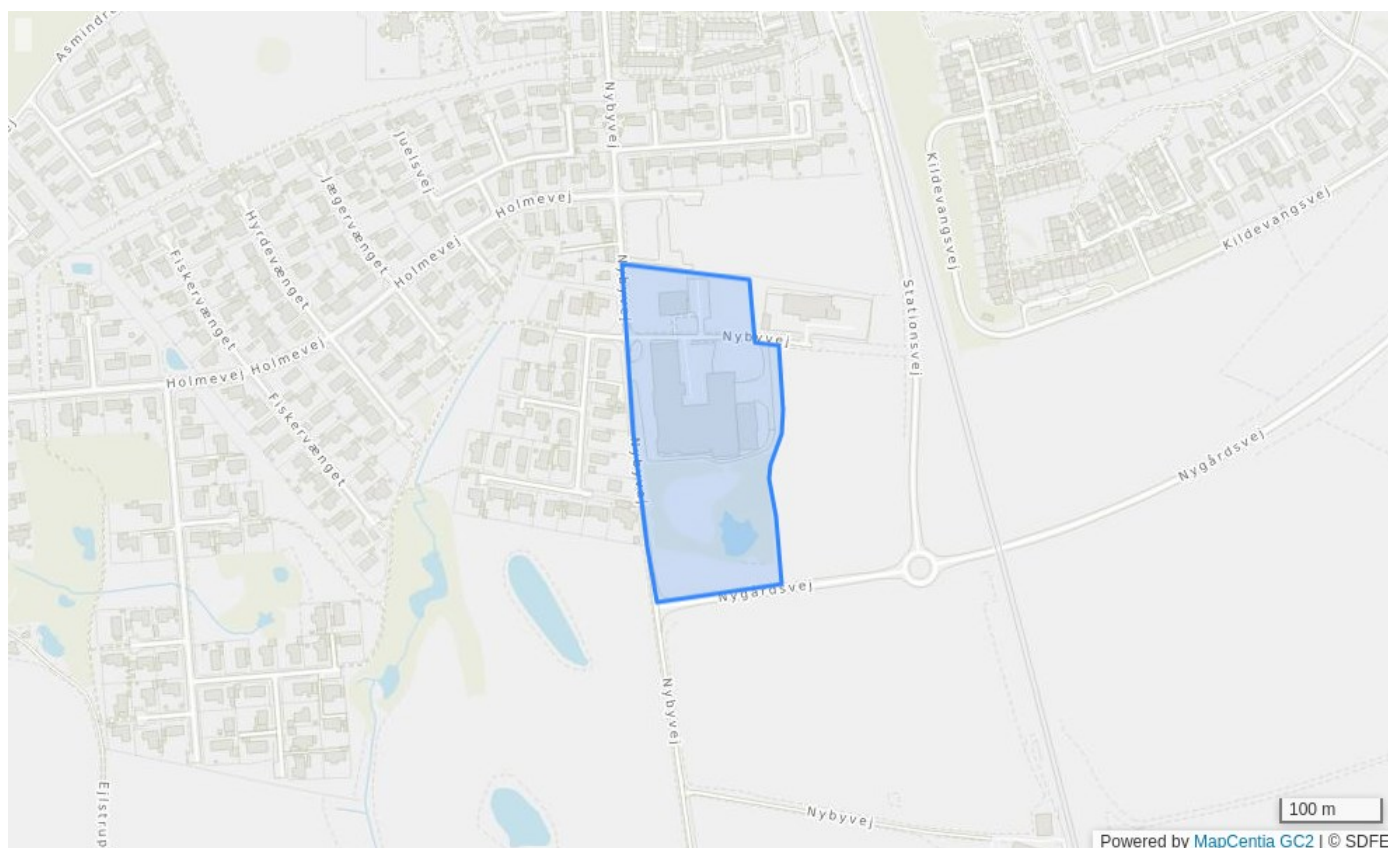 Asmindr
Nybyvej
Juelsvej
Kildevangsvej
Jægervænget
Holmevej
Kildevangsvej
Hyrdevænget
Holmevej
Fiskervænget
Nybyvej
Stationsvej
Nybyvej
Holmevej Holmevej
Fiskervænget
Nybyvej
Nygårdsvej
Nygårdsvej
Nybyvej
Ejlstrup
Nybyvej
100 m
Powered by MapCentia GC2 | © SDFE